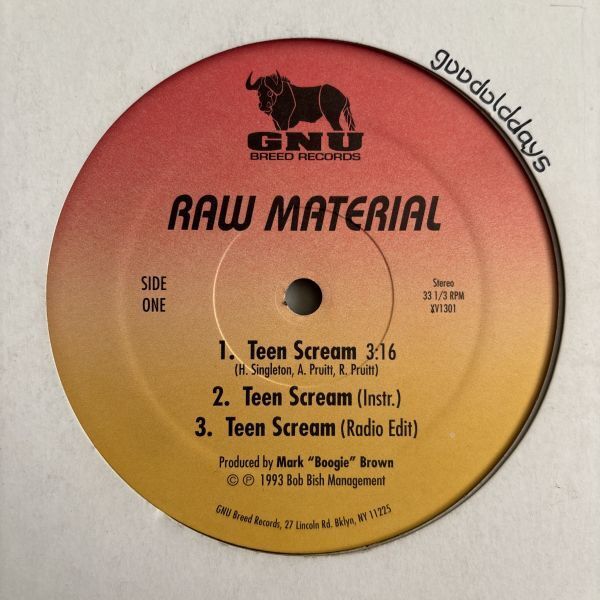 goodolddays
GNU
BREED RECORDS
RAW MATERIAL
SIDE
ONE
Stereo
33 1/3 RPM
ɣV1301
1. Teen Scream 3:16
(H. Singleton, A. Pruitt, R. Pruitt)
2. Teen Scream (Instr.)
3. Teen Scream (Radio Edit)
Produced by Mark "Boogie" Brown
© ℗ 1993 Bob Bish Management
GNU Breed Records, 27 Lincoln Rd. Bklyn, NY 11225